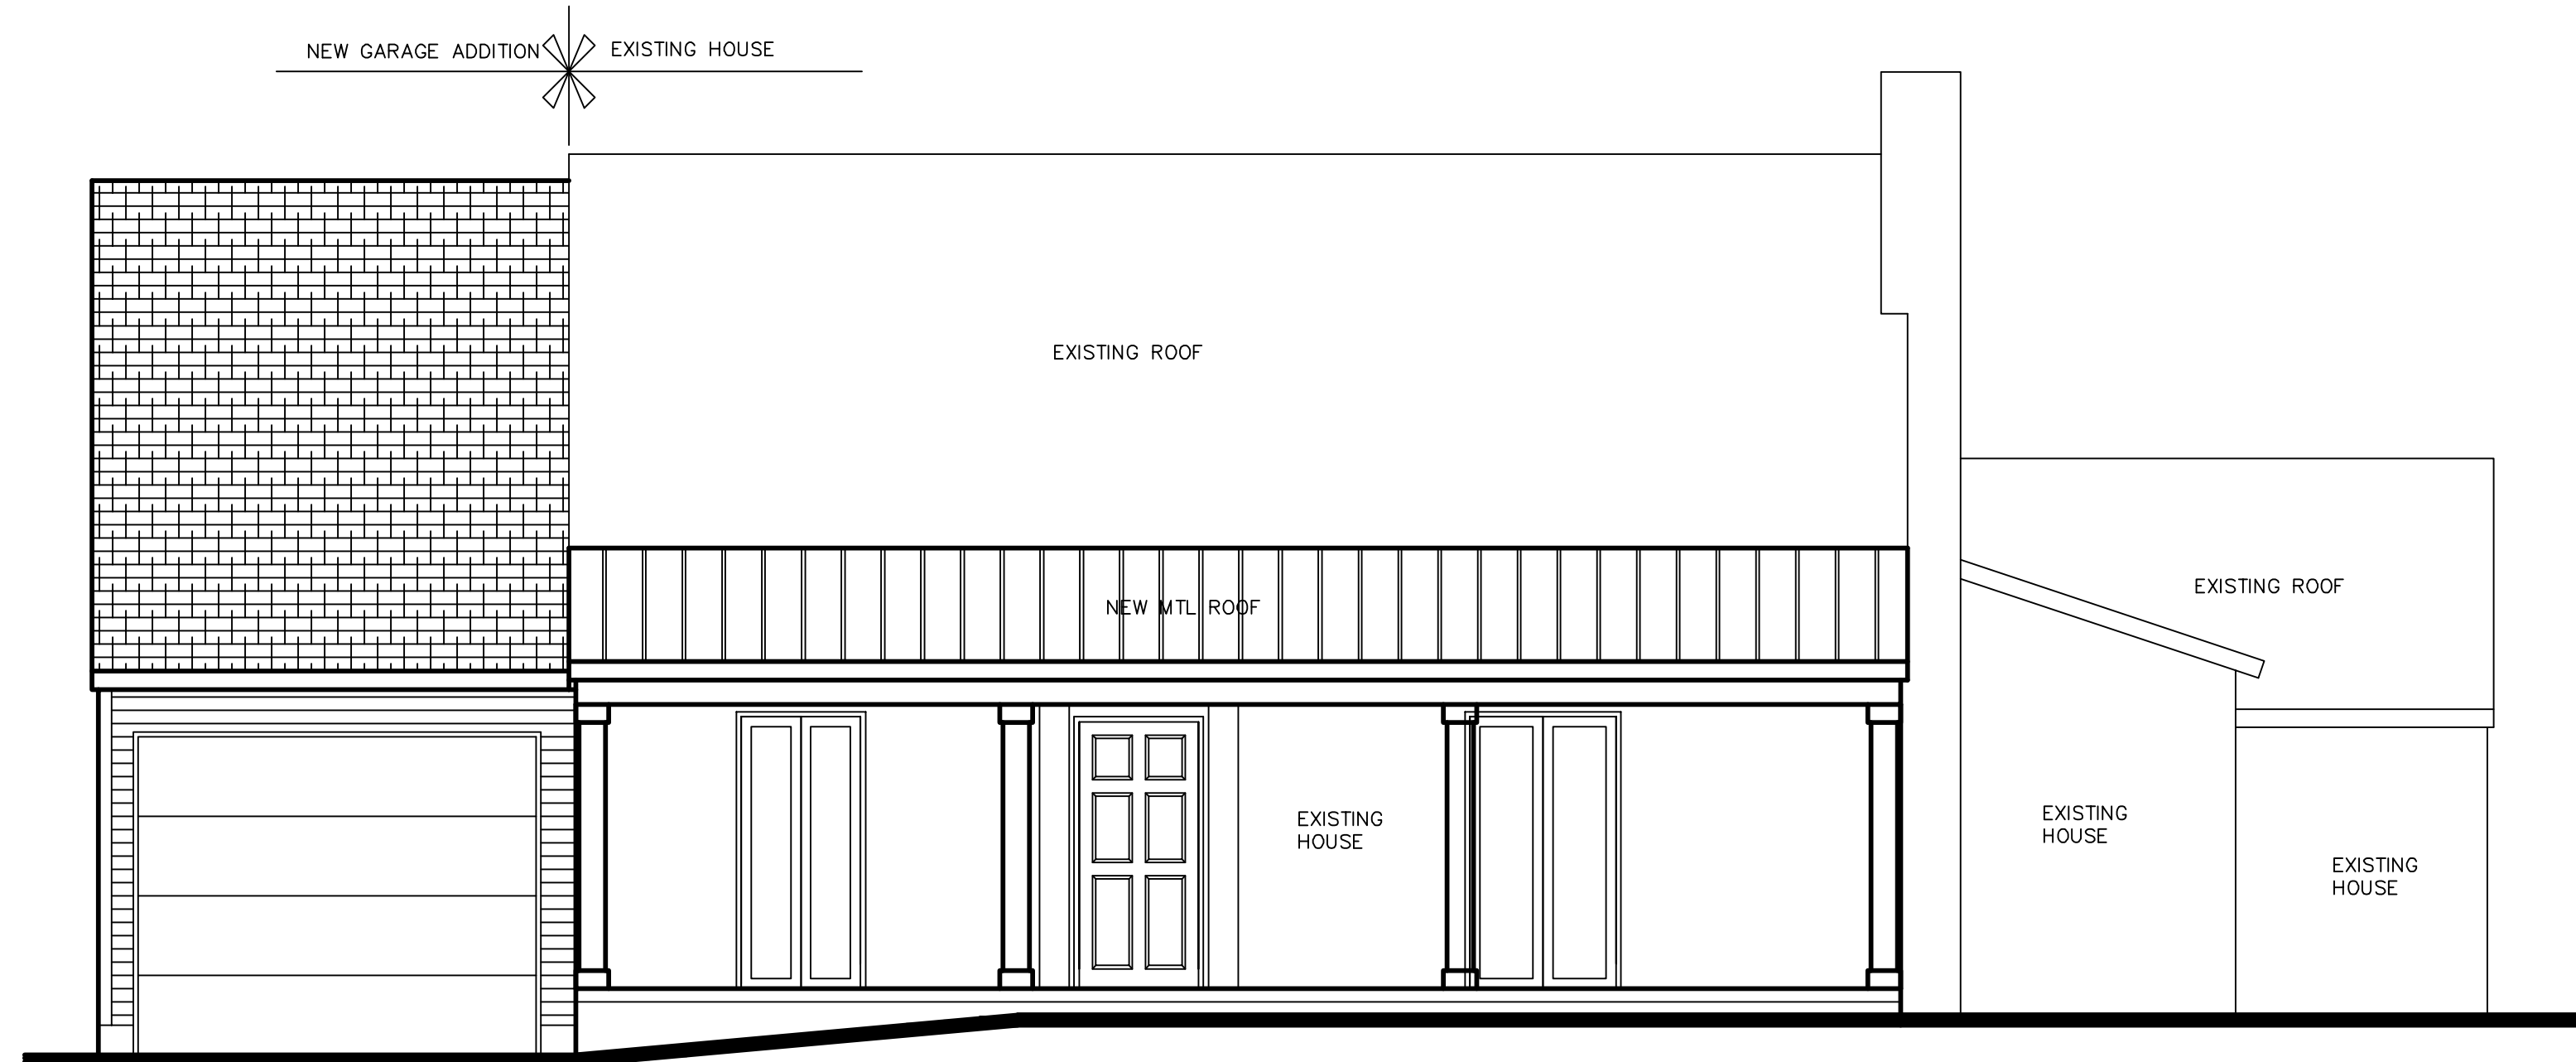 NEW GARAGE ADDITION
EXISTING HOUSE
EXISTING ROOF
EXISTING ROOF
NEW MTL ROOF
EXISTING
HOUSE
EXISTING
HOUSE
EXISTING
HOUSE